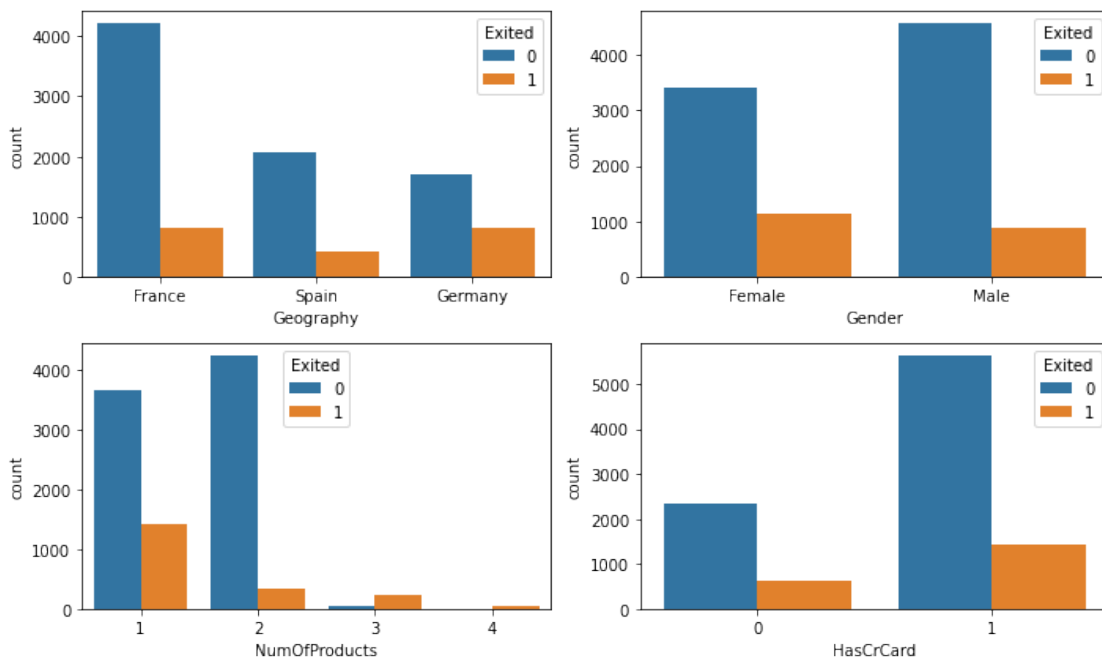 count
4000
3000
2000
1000
0
Exited
0
1
France
Spain
Germany
Geography
count
4000
3000
2000
1000
0
Exited
0
1
Female
Male
Gender
count
4000
3000
2000
1000
0
Exited
0
1
1
2
3
4
NumOfProducts
count
5000
4000
3000
2000
1000
0
Exited
0
1
0
1
HasCrCard